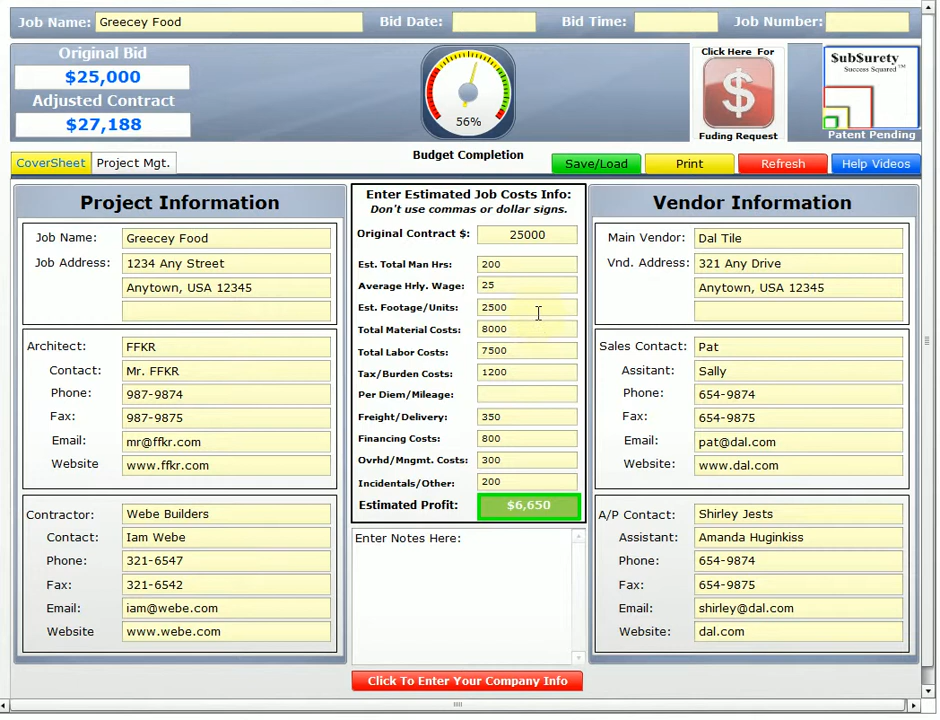 Job Name: Greecey Food Bid Date: Bid Time: Job Number:
Original Bid
$25,000
Adjusted Contract
$27,188
56%
Budget Completion
Click Here For
$
Fuding Request
SubSurety
Success Squared™
Patent Pending
CoverSheet Project Mgt. Save/Load Print Refresh Help Videos
Project Information
Job Name: Greecey Food
Job Address: 1234 Any Street
Anytown, USA 12345
Architect: FFKR
Contact: Mr. FFKR
Phone: 987-9874
Fax: 987-9875
Email: mr@ffkr.com
Website www.ffkr.com
Contractor: Webe Builders
Contact: Iam Webe
Phone: 321-6547
Fax: 321-6542
Email: iam@webe.com
Website www.webe.com
Enter Estimated Job Costs Info:
Don't use commas or dollar signs.
Original Contract $: 25000
Est. Total Man Hrs: 200
Average Hrly. Wage: 25
Est. Footage/Units: 2500
Total Material Costs: 8000
Total Labor Costs: 7500
Tax/Burden Costs: 1200
Per Diem/Mileage:
Freight/Delivery: 350
Financing Costs: 800
Ovrhd/Mngmt. Costs: 300
Incidentals/Other: 200
Estimated Profit: $6,650
Enter Notes Here:
Click To Enter Your Company Info
Vendor Information
Main Vendor: Dal Tile
Vnd. Address: 321 Any Drive
Anytown, USA 12345
Sales Contact: Pat
Assitant: Sally
Phone: 654-9874
Fax: 654-9875
Email: pat@dal.com
Website: www.dal.com
A/P Contact: Shirley Jests
Assistant: Amanda Huginkiss
Phone: 654-9874
Fax: 654-9875
Email: shirley@dal.com
Website: dal.com